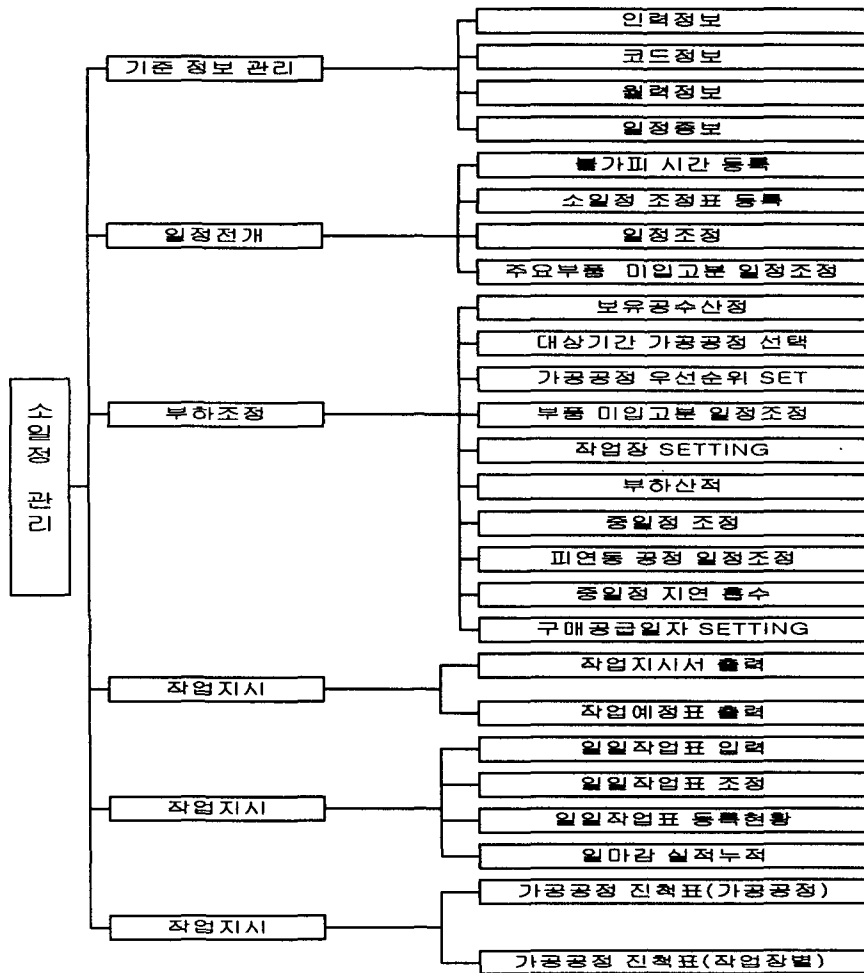 소일정 관리
기준 정보 관리
인력정보
코드정보
월력정보
일정중보
일정전개
불가피 시간 등록
소일정 조정표 등록
일정조정
주요부품 미입고분 일정조정
부하조정
보유공수산정
대상기간 가공공정 선택
가공공정 우선순위 SET
부품 미입고분 일정조정
작업장 SETTING
부하산적
중일정 조정
피연동 공정 일정조정
중일정 지연 흡수
구매공급일자 SETTING
작업지시
작업지시서 출력
작업예정표 출력
작업지시
일일작업표 입력
일일작업표 조정
일일작업표 등록현황
일마감 실적누적
작업지시
가공공정 진척표(가공공정)
가공공정 진척표(작업장별)